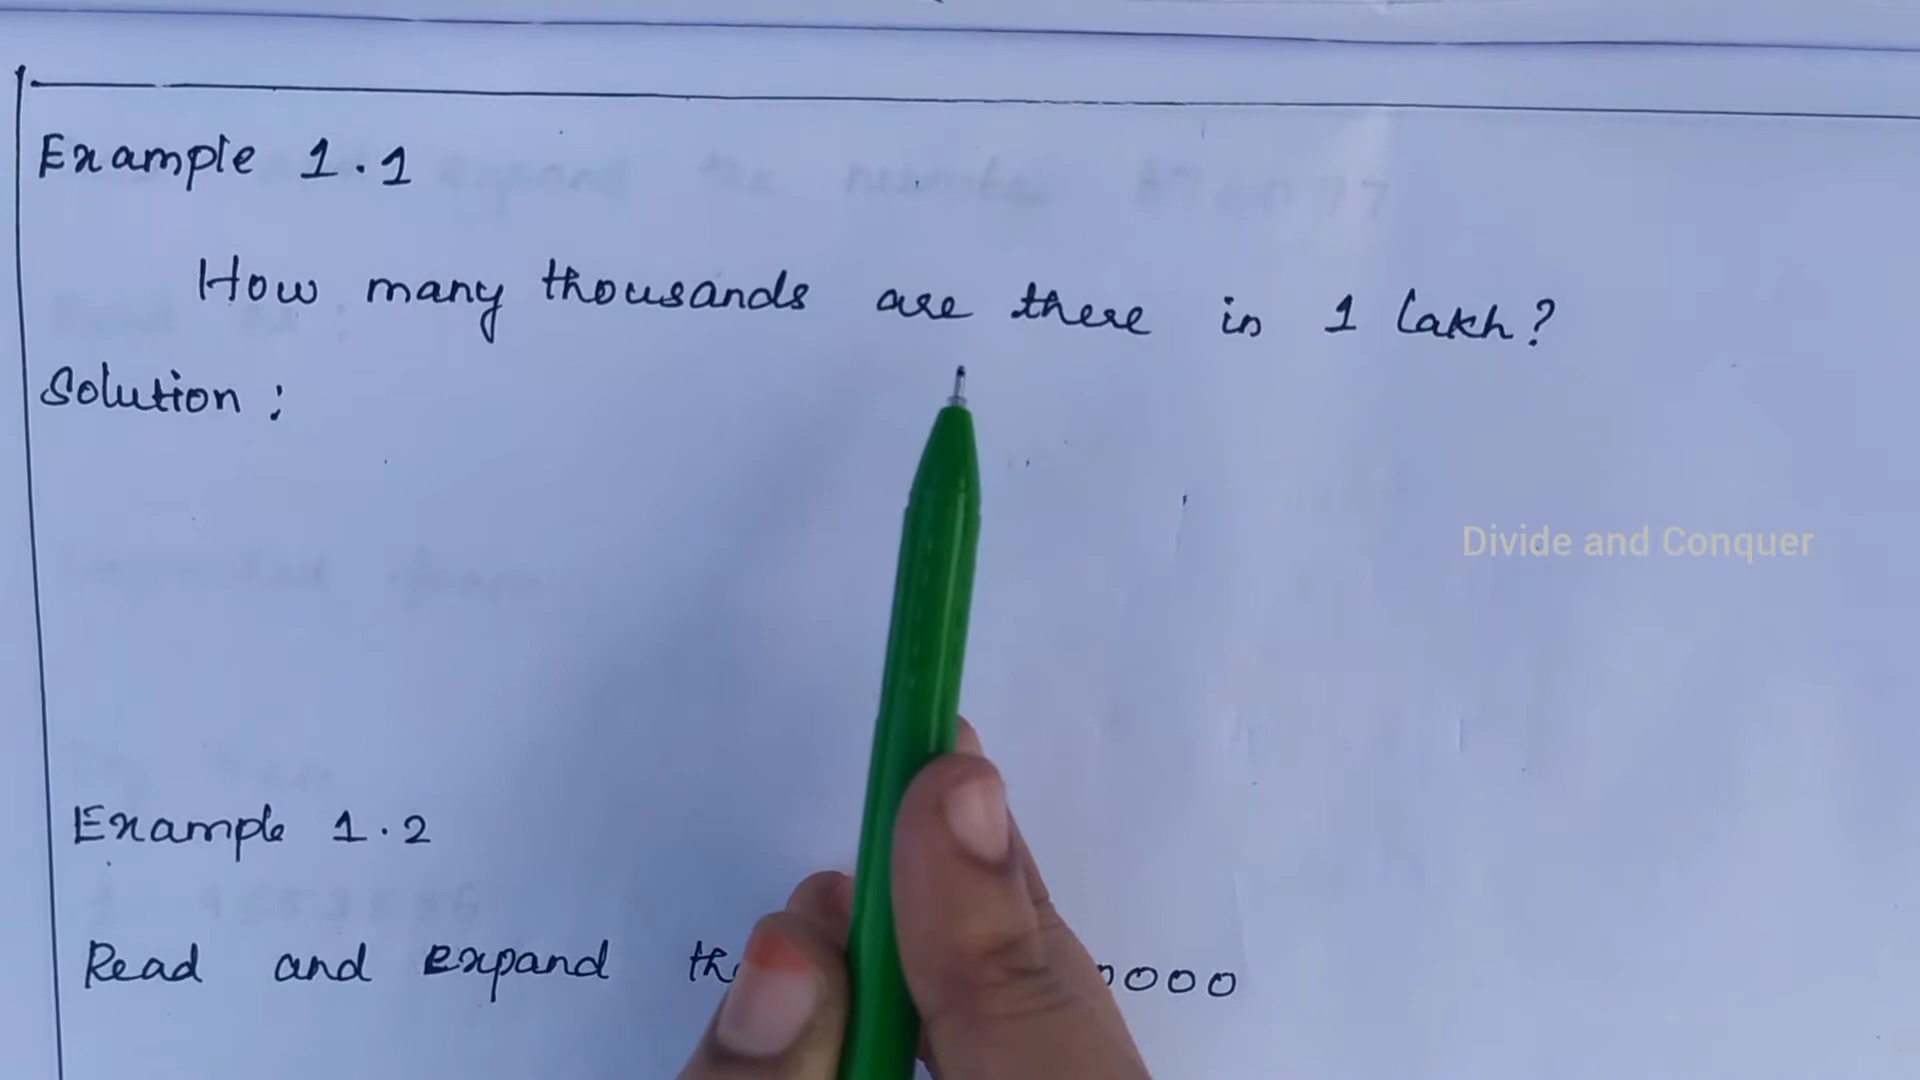 Example 1.1
How many thousands are there in 1 lakh?
Solution :
Divide and Conquer
Example 1.2
Read and expand